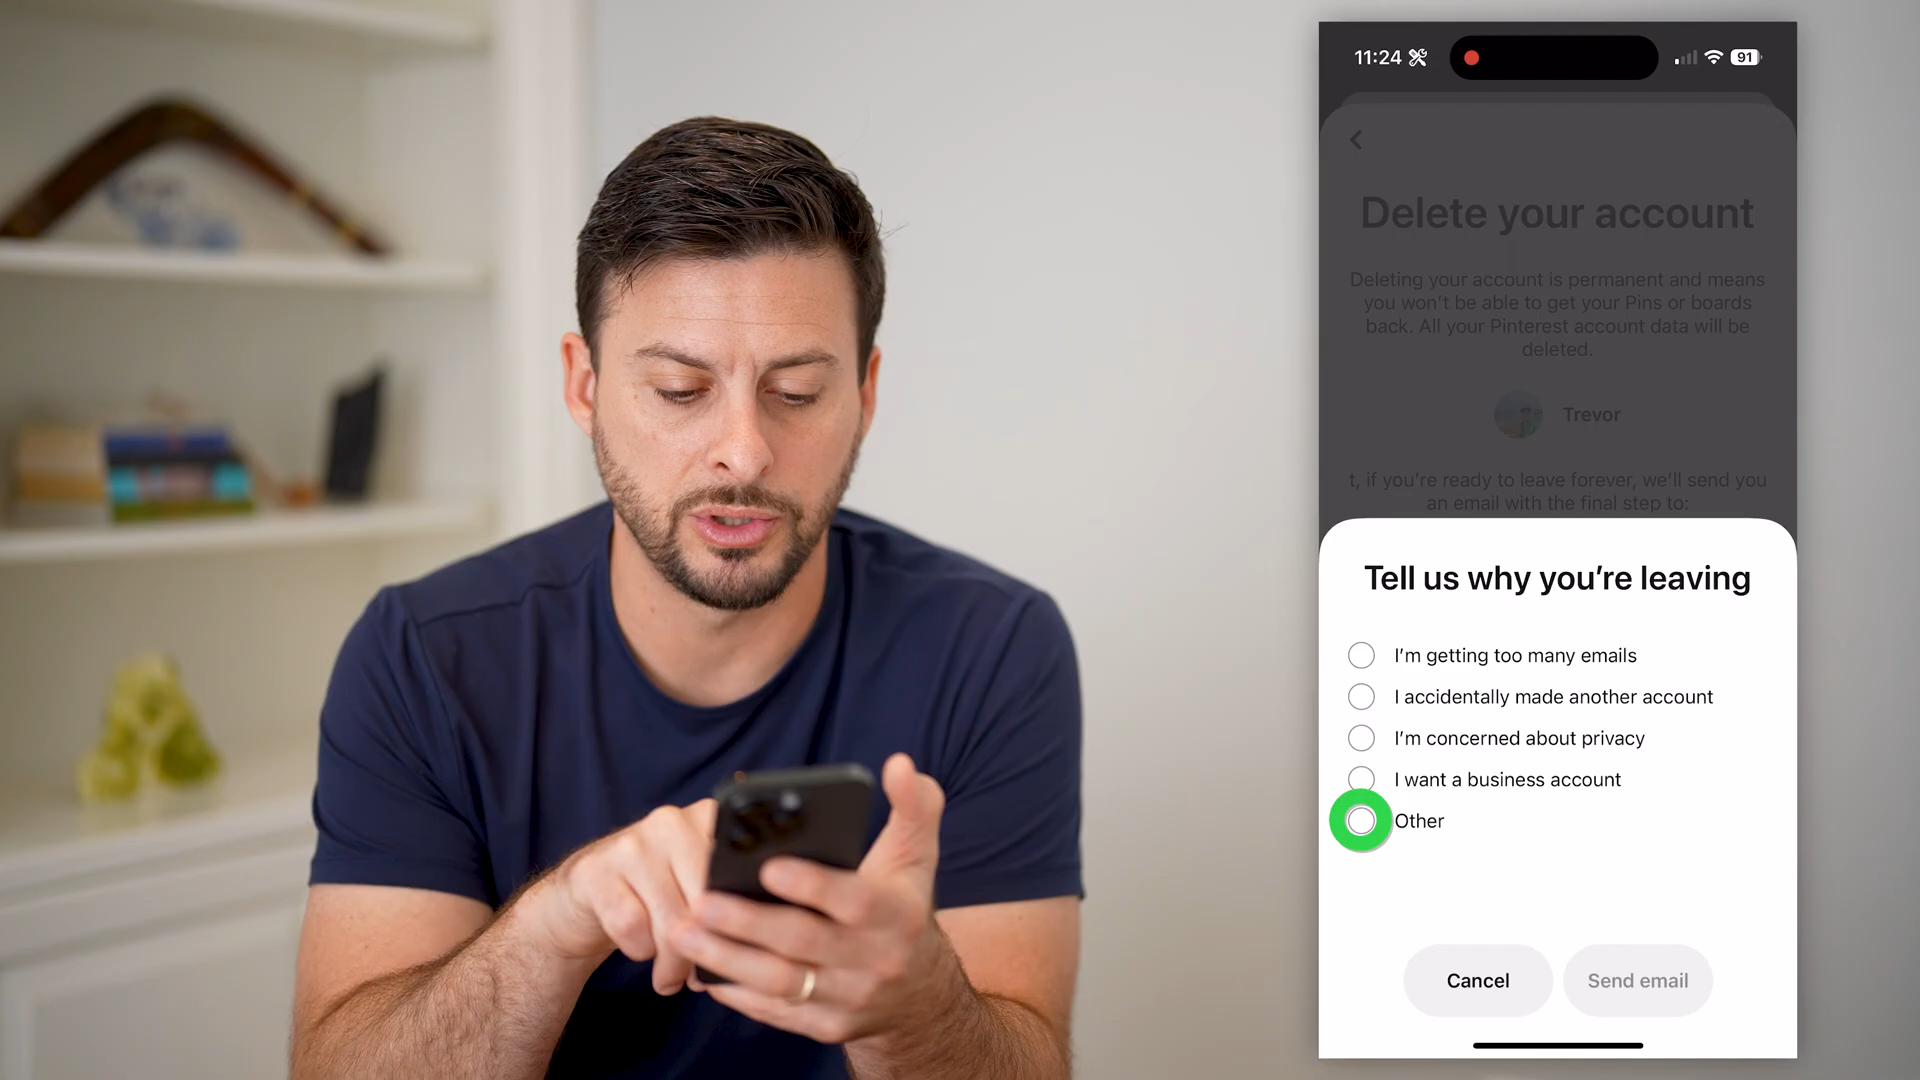 11:24
91
Delete your account
Deleting your account is permanent and means
you won't be able to get your Pins or boards
back. All your Pinterest account data will be
deleted.
Trevor
t, if you're ready to leave forever, we'll send you
an email with the final step to:
Tell us why you're leaving
I'm getting too many emails
I accidentally made another account
I'm concerned about privacy
I want a business account
Other
Cancel
Send email